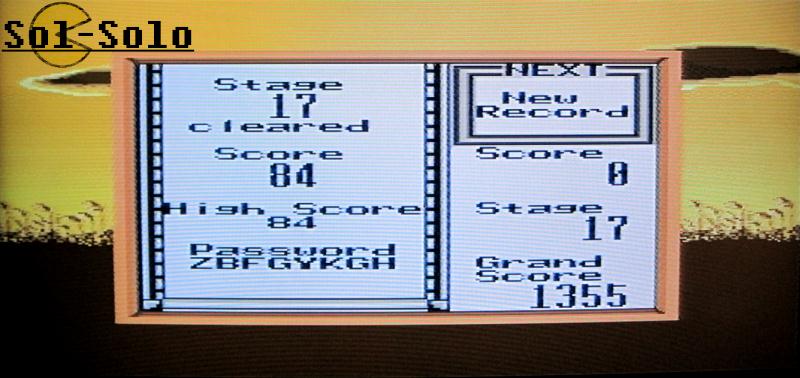 Sol-Solo
Stage
17
cleared
Score
84
High Score
84
Password
ZBFGYKGH
NEXT
New
Record
Score
0
Stage
17
Grand
Score
1355